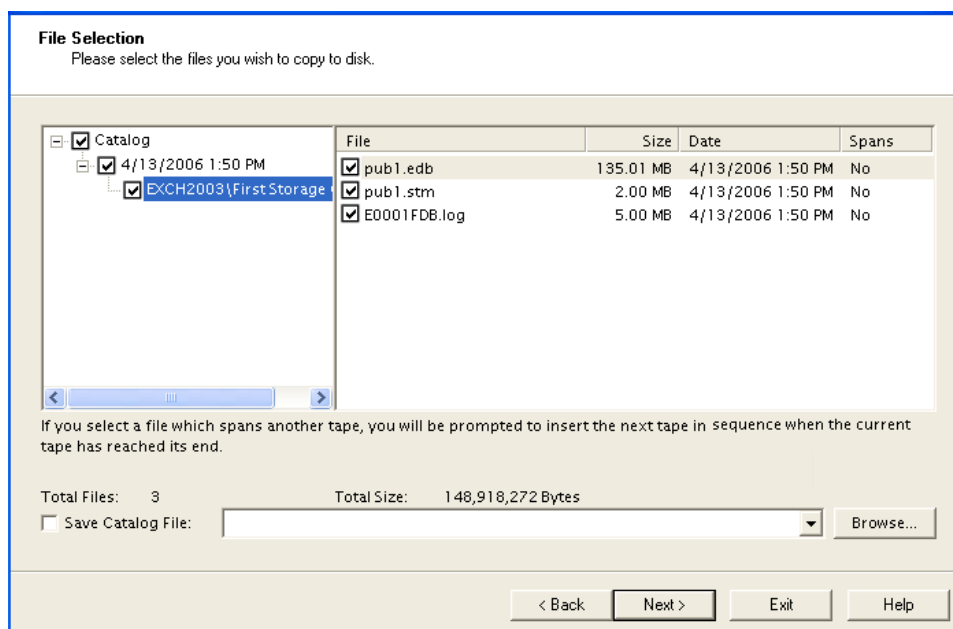 File Selection
Please select the files you wish to copy to disk.
Catalog
4/13/2006 1:50 PM
EXCH2003\First Storage
File Size Date Spans
pub1.edb 135.01 MB 4/13/2006 1:50 PM No
pub1.stm 2.00 MB 4/13/2006 1:50 PM No
E0001FDB.log 5.00 MB 4/13/2006 1:50 PM No
If you select a file which spans another tape, you will be prompted to insert the next tape in sequence when the current
tape has reached its end.
Total Files: 3 Total Size: 148,918,272 Bytes
Save Catalog File: Browse...
< Back Next > Exit Help